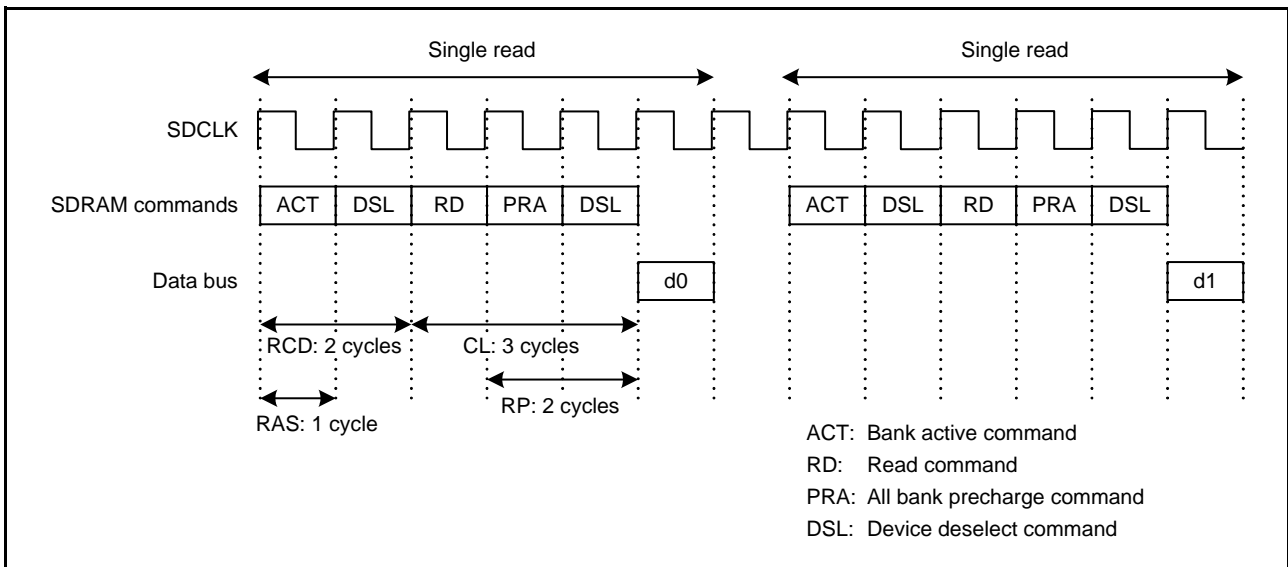 Single read Single read
SDCLK
SDRAM commands ACT DSL RD PRA DSL ACT DSL RD PRA DSL
Data bus d0 d1
RCD: 2 cycles CL: 3 cycles
RP: 2 cycles
RAS: 1 cycle
ACT: Bank active command
RD: Read command
PRA: All bank precharge command
DSL: Device deselect command